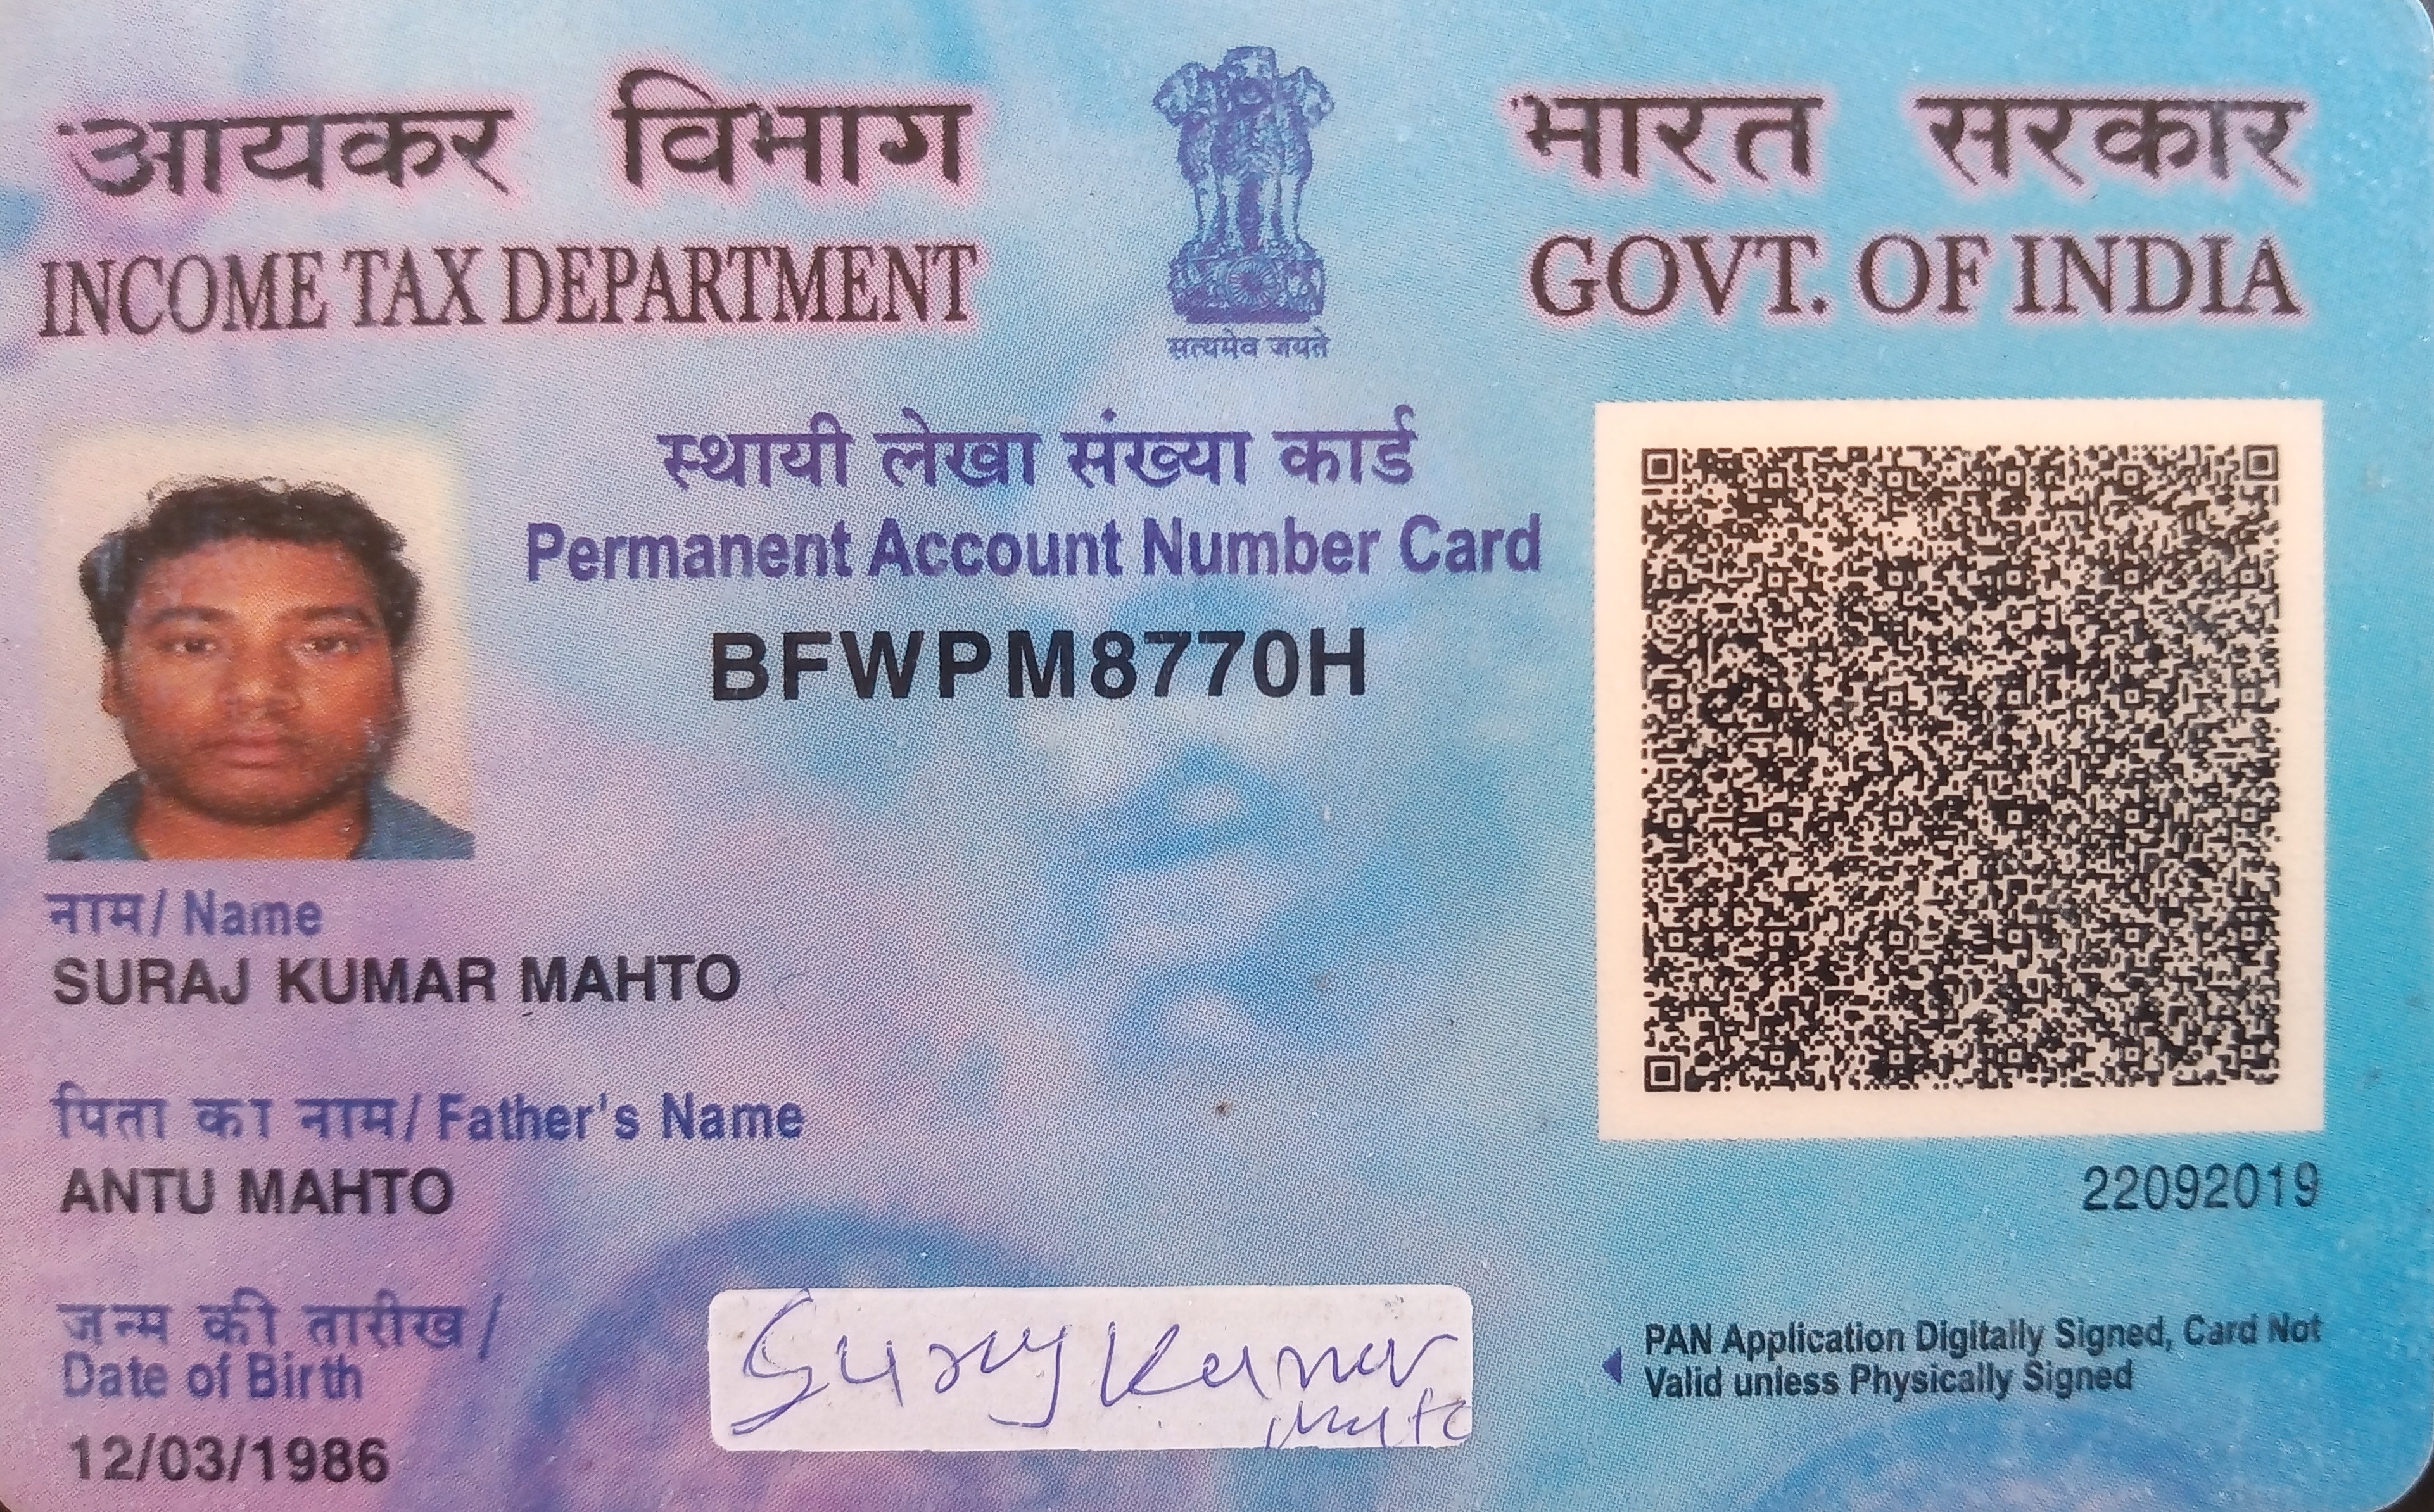 आयकर विभाग
INCOME TAX DEPARTMENT
सत्यमेव जयते
भारत सरकार
GOVT. OF INDIA
स्थायी लेखा संख्या कार्ड
Permanent Account Number Card
BFWPM8770H
नाम/ Name
SURAJ KUMAR MAHTO
पिता का नाम/ Father's Name
ANTU MAHTO
जन्म की तारीख/
Date of Birth
12/03/1986
Suraj Kumar
22092019
PAN Application Digitally Signed, Card Not
Valid unless Physically Signed